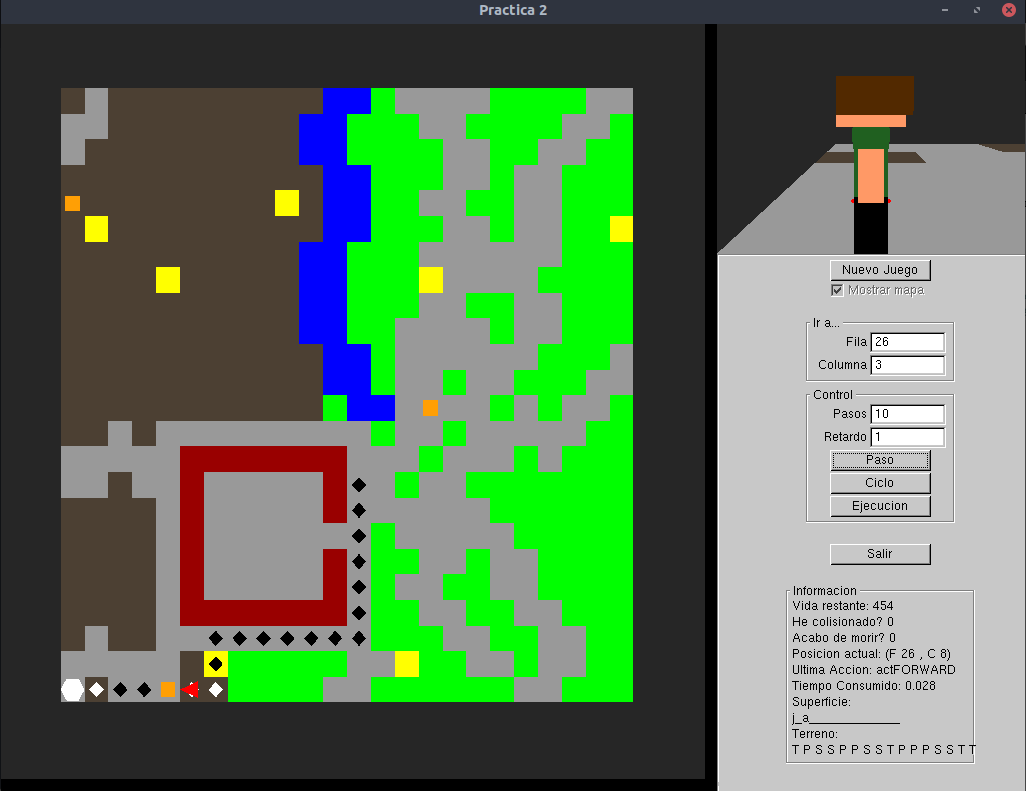 Practica 2
Nuevo Juego
Mostrar mapa
Ir a...
Fila 26
Columna 3
Control
Pasos 10
Retardo 1
Paso
Ciclo
Ejecucion
Salir
Informacion
Vida restante: 454
He colisionado? 0
Acabo de morir? 0
Posicion actual: (F 26 , C 8)
Ultima Accion: actFORWARD
Tiempo Consumido: 0.028
Superficie:
j_a_____________
Terreno:
T P S S P P S S T P P P S S T T